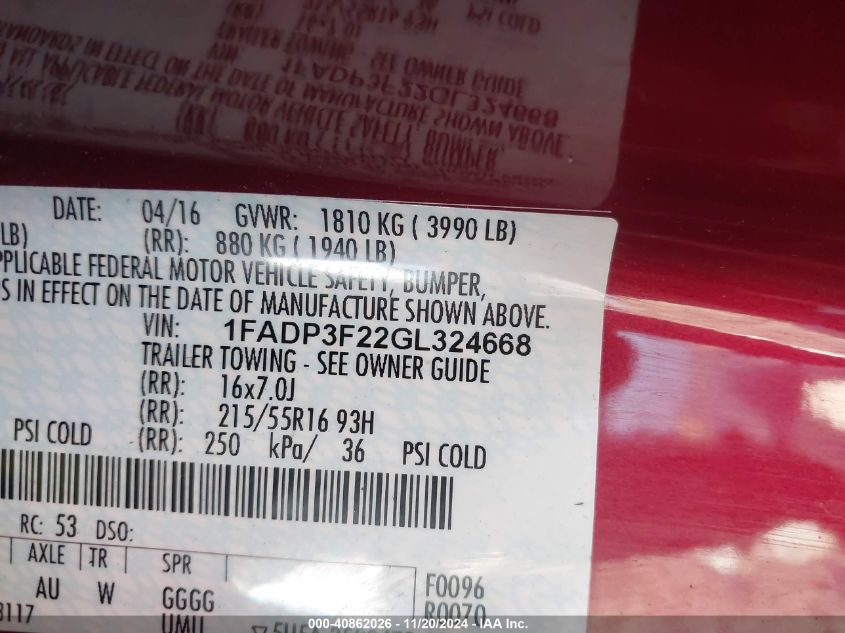 DATE: 04/16 GVWR: 1810 KG ( 3990 LB)
LB) (RR): 880 KG ( 1940 LB)
PPLICABLE FEDERAL MOTOR VEHICLE SAFETY, BUMPER,
S IN EFFECT ON THE DATE OF MANUFACTURE SHOWN ABOVE.
VIN: 1FADP3F22GL324668
TRAILER TOWING - SEE OWNER GUIDE
(RR): 16x7.0J
(RR): 215/55R16 93H
PSI COLD (RR): 250 kPa/ 36 PSI COLD
RC: 53 DSO:
AXLE TR SPR
AU W GGGG F0096
3117 R0070
UMIL
000-40862026 - 11/20/2024 - IAA Inc.